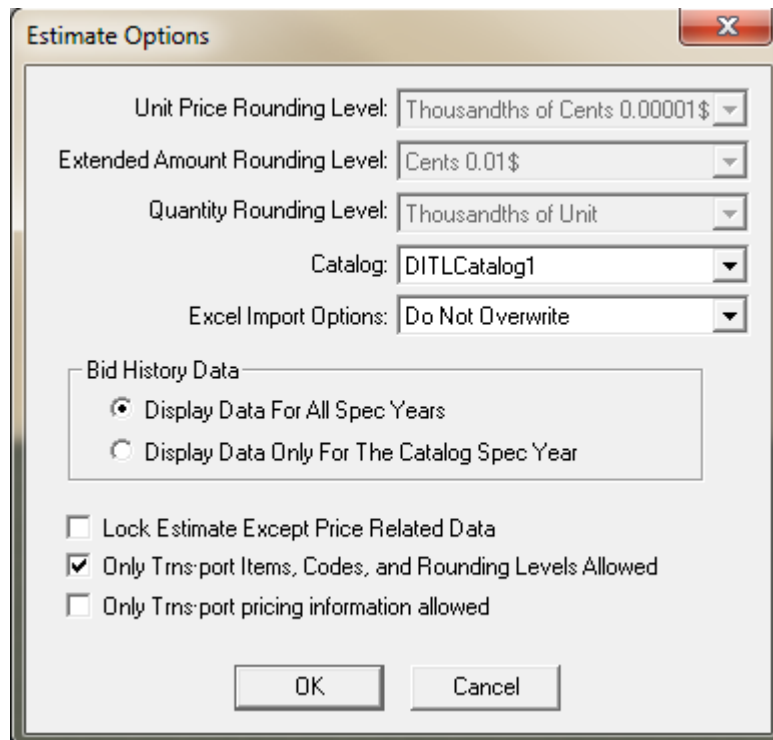 Estimate Options
Unit Price Rounding Level: Thousandths of Cents 0.00001$
Extended Amount Rounding Level: Cents 0.01$
Quantity Rounding Level: Thousandths of Unit
Catalog: DITLCatalog1
Excel Import Options: Do Not Overwrite
Bid History Data
Display Data For All Spec Years
Display Data Only For The Catalog Spec Year
Lock Estimate Except Price Related Data
Only Trns·port Items, Codes, and Rounding Levels Allowed
Only Trns·port pricing information allowed
OK Cancel